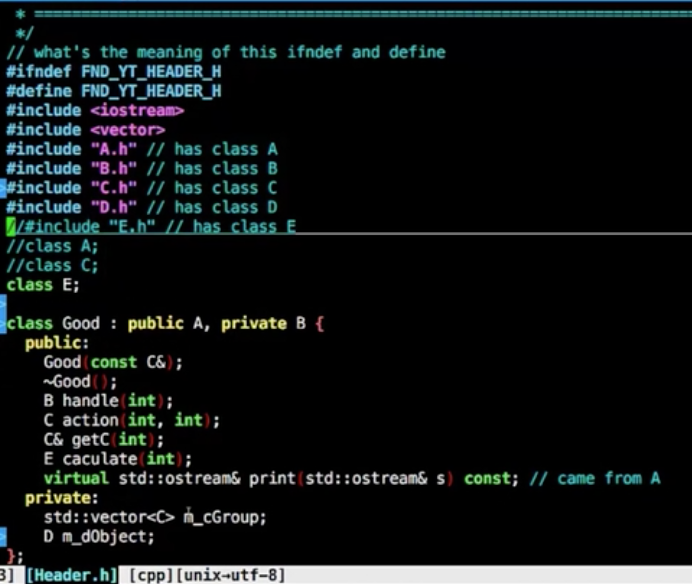 * ================================================================
*/
// what's the meaning of this ifndef and define
#ifndef FND_YT_HEADER_H
#define FND_YT_HEADER_H
#include <iostream>
#include <vector>
#include "A.h" // has class A
#include "B.h" // has class B
#include "C.h" // has class C
#include "D.h" // has class D
//#include "E.h" // has class E
//class A;
//class C;
class E;
class Good : public A, private B {
public:
Good(const C&);
~Good();
B handle(int);
C action(int, int);
C& getC(int);
E caculate(int);
virtual std::ostream& print(std::ostream& s) const; // came from A
private:
std::vector<C> m_cGroup;
D m_dObject;
};
3] [Header.h] [cpp][unix→utf-8]